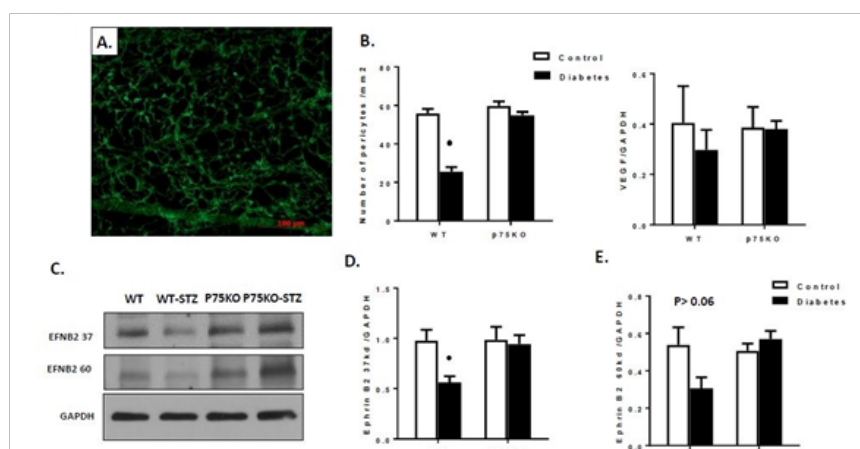 A.
100 µm
B.
Control
Diabetes
Number of pericytes /mm2
80
60
40
20
0
WT
p75KO
VEGF/GAPDH
0.6
0.4
0.2
0.0
WT
p75KO
C.
WT WT-STZ P75KO P75KO-STZ
EFNB2 37
EFNB2 60
GAPDH
D.
Ephrin B2 37kd/GAPDH
1.5
1.0
0.5
0.0
E.
Control
Diabetes
P> 0.06
Ephrin B2 60kd/GAPDH
0.8
0.6
0.4
0.2
0.0